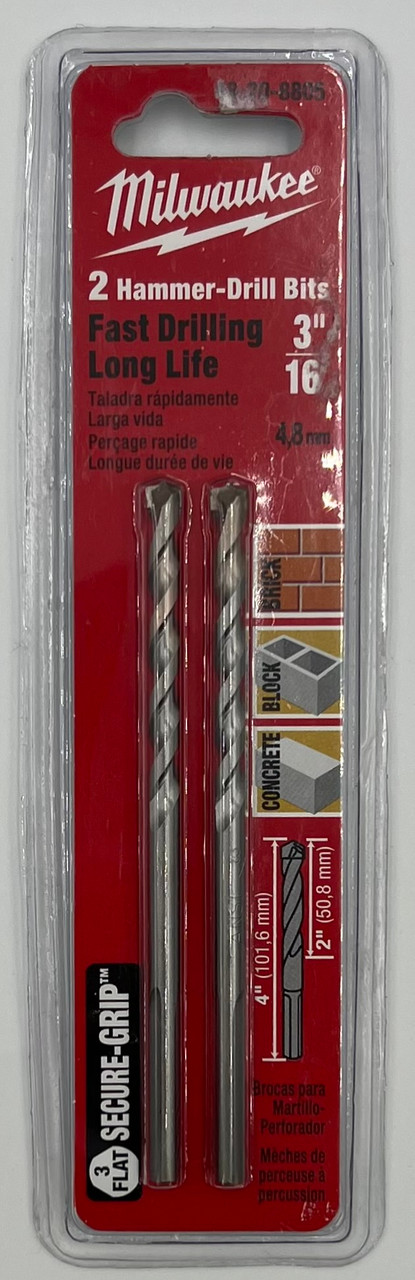 Milwaukee®
2 Hammer-Drill Bits
Fast Drilling
Long Life
3"
16
Taladra rápidamente
Larga vida
Perçage rapide
Longue durée de vie
4,8 mm
BRICK
BLOCK
CONCRETE
4" (101,6 mm)
2" (50,8 mm)
3
FLAT
SECURE-GRIP™
Brocas para
Martillo-
Perforador
Mèches de
perceuse à
percussion